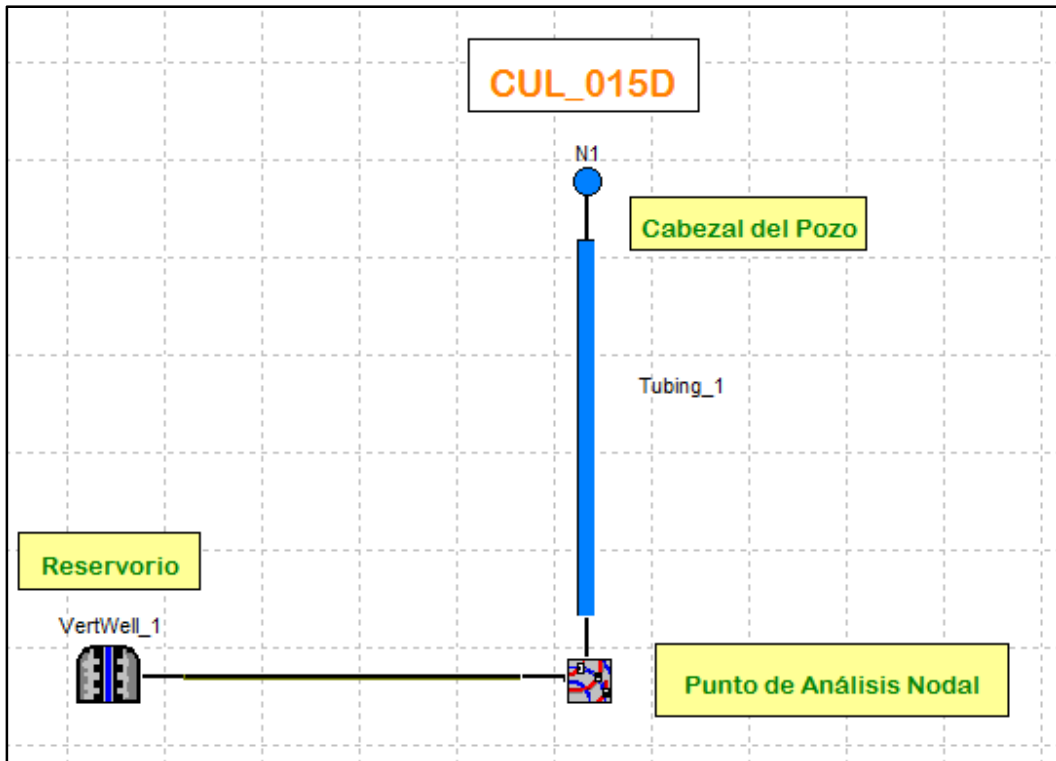 CUL_015D
N1
Cabezal del Pozo
Tubing_1
Reservorio
VertWell_1
Punto de Análisis Nodal